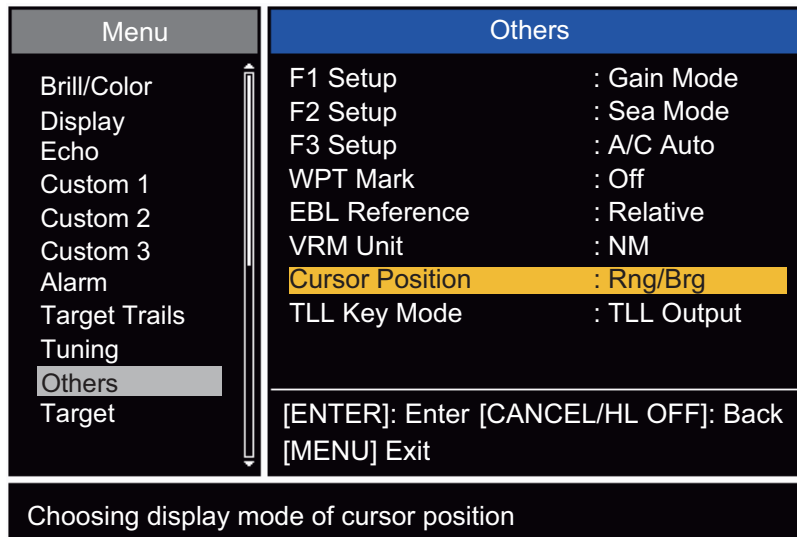 Menu
Brill/Color
Display
Echo
Custom 1
Custom 2
Custom 3
Alarm
Target Trails
Tuning
Others
Target
Others
F1 Setup : Gain Mode
F2 Setup : Sea Mode
F3 Setup : A/C Auto
WPT Mark : Off
EBL Reference : Relative
VRM Unit : NM
Cursor Position : Rng/Brg
TLL Key Mode : TLL Output
[ENTER]: Enter [CANCEL/HL OFF]: Back
[MENU] Exit
Choosing display mode of cursor position